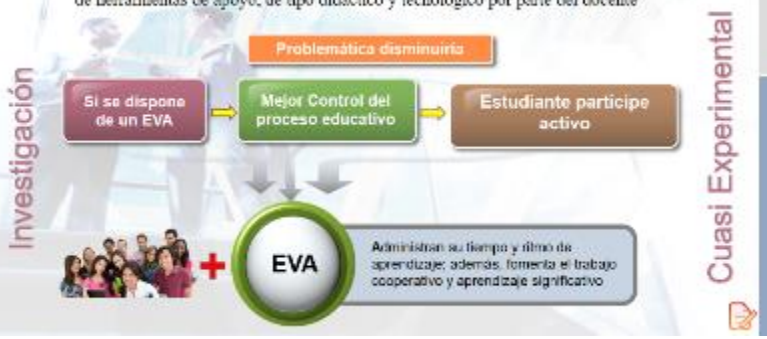 de herramientas de apoyo, de tipo didáctico y tecnológico por parte del docente
Problemática disminuiría
Investigación
Si se dispone
de un EVA
Mejor Control del
proceso educativo
Estudiante participe
activo
Cuasi Experimental
EVA
Administran su tiempo y ritmo de
aprendizaje; además, fomenta el trabajo
cooperativo y aprendizaje significativo